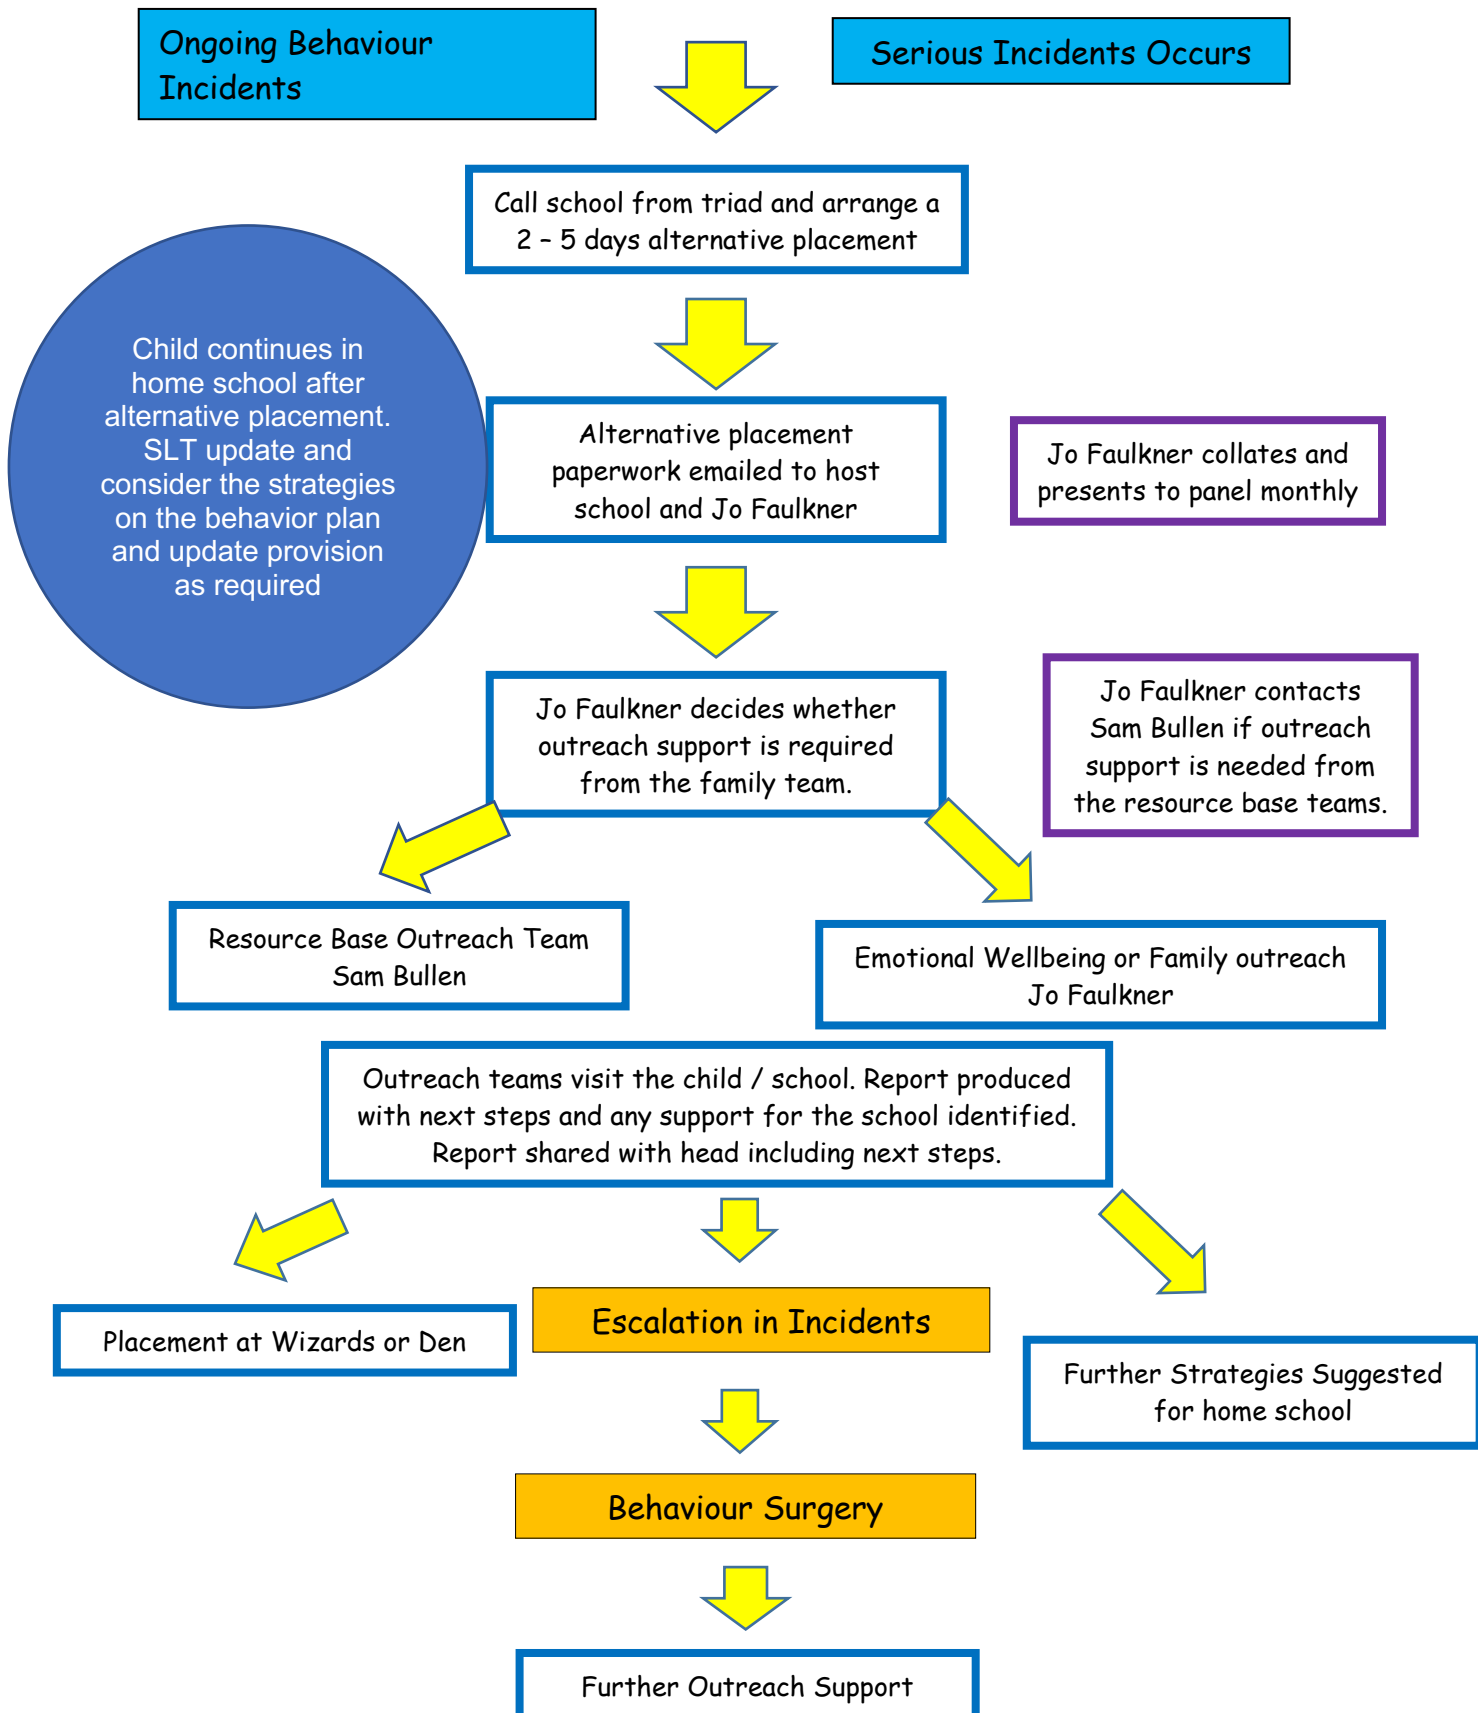 Ongoing Behaviour
Incidents
Serious Incidents Occurs
Call school from triad and arrange a
2 – 5 days alternative placement
Child continues in
home school after
alternative placement.
SLT update and
consider the strategies
on the behavior plan
and update provision
as required
Alternative placement
paperwork emailed to host
school and Jo Faulkner
Jo Faulkner collates and
presents to panel monthly
Jo Faulkner decides whether
outreach support is required
from the family team.
Jo Faulkner contacts
Sam Bullen if outreach
support is needed from
the resource base teams.
Resource Base Outreach Team
Sam Bullen
Emotional Wellbeing or Family outreach
Jo Faulkner
Outreach teams visit the child / school. Report produced
with next steps and any support for the school identified.
Report shared with head including next steps.
Placement at Wizards or Den
Escalation in Incidents
Further Strategies Suggested
for home school
Behaviour Surgery
Further Outreach Support